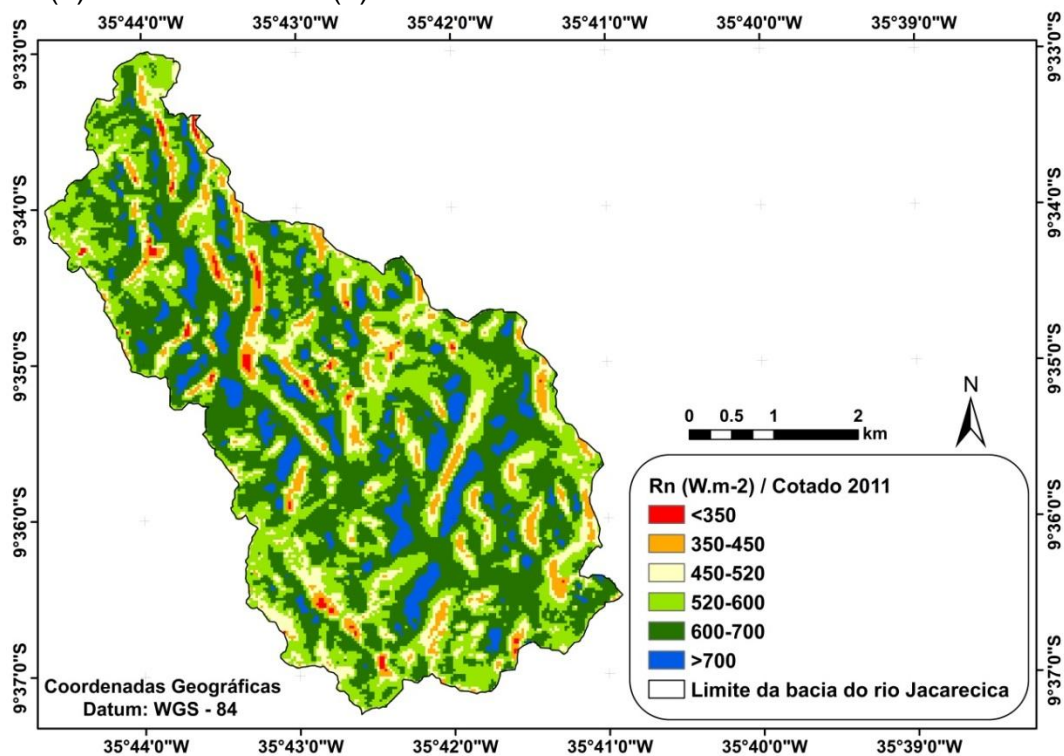 (a) (a)
35°44'0"W 35°43'0"W 35°42'0"W 35°41'0"W 35°40'0"W 35°39'0"W
9°33'0"S 9°33'0"S
9°34'0"S 9°34'0"S
9°35'0"S 9°35'0"S
9°36'0"S 9°36'0"S
9°37'0"S 9°37'0"S
N
0 0.5 1 2
km
Rn (W.m-2) / Cotado 2011
<350
350-450
450-520
520-600
600-700
>700
Limite da bacia do rio Jacarecica
Coordenadas Geográficas
Datum: WGS - 84
35°44'0"W 35°43'0"W 35°42'0"W 35°41'0"W 35°40'0"W 35°39'0"W